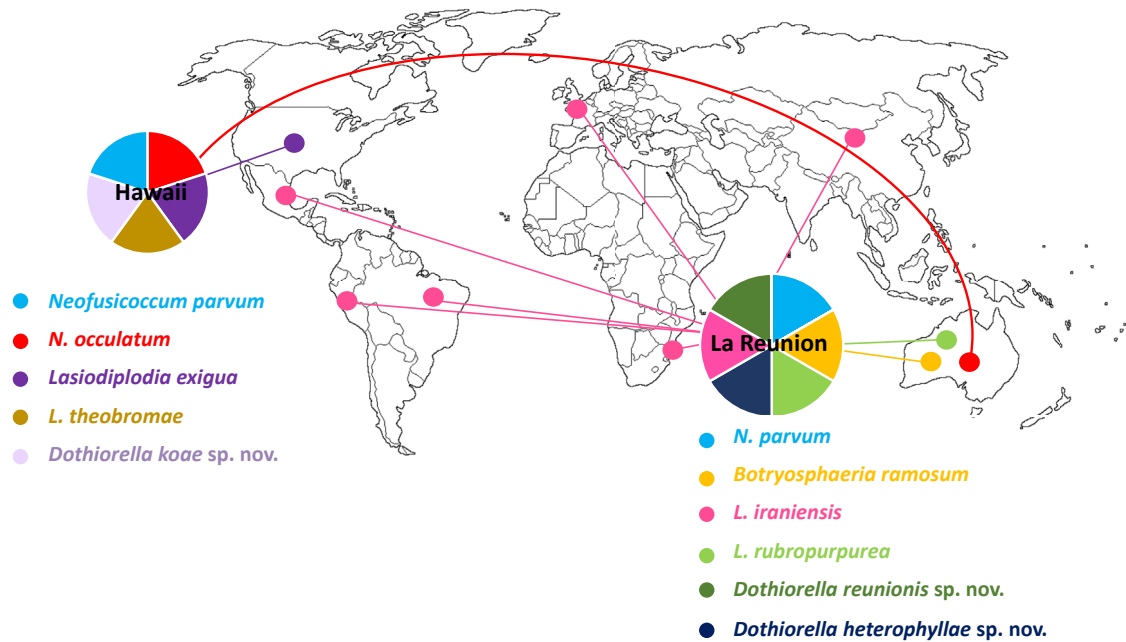 Hawaii
Neofusicoccum parvum
N. occulatum
Lasiodiplodia exigua
L. theobromae
Dothiorella koae sp. nov.
La Reunion
N. parvum
Botryosphaeria ramosum
L. iraniensis
L. rubropurpurea
Dothiorella reunionis sp. nov.
Dothiorella heterophyllae sp. nov.